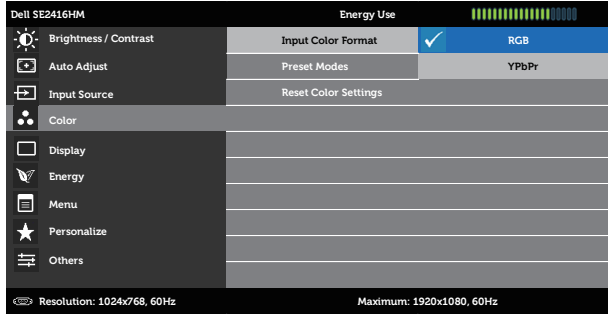 Dell SE2416HM
Energy Use
Brightness / Contrast
Input Color Format
RGB
Auto Adjust
Preset Modes
YPbPr
Input Source
Reset Color Settings
Color
Display
Energy
Menu
Personalize
Others
Resolution: 1024x768, 60Hz
Maximum: 1920x1080, 60Hz